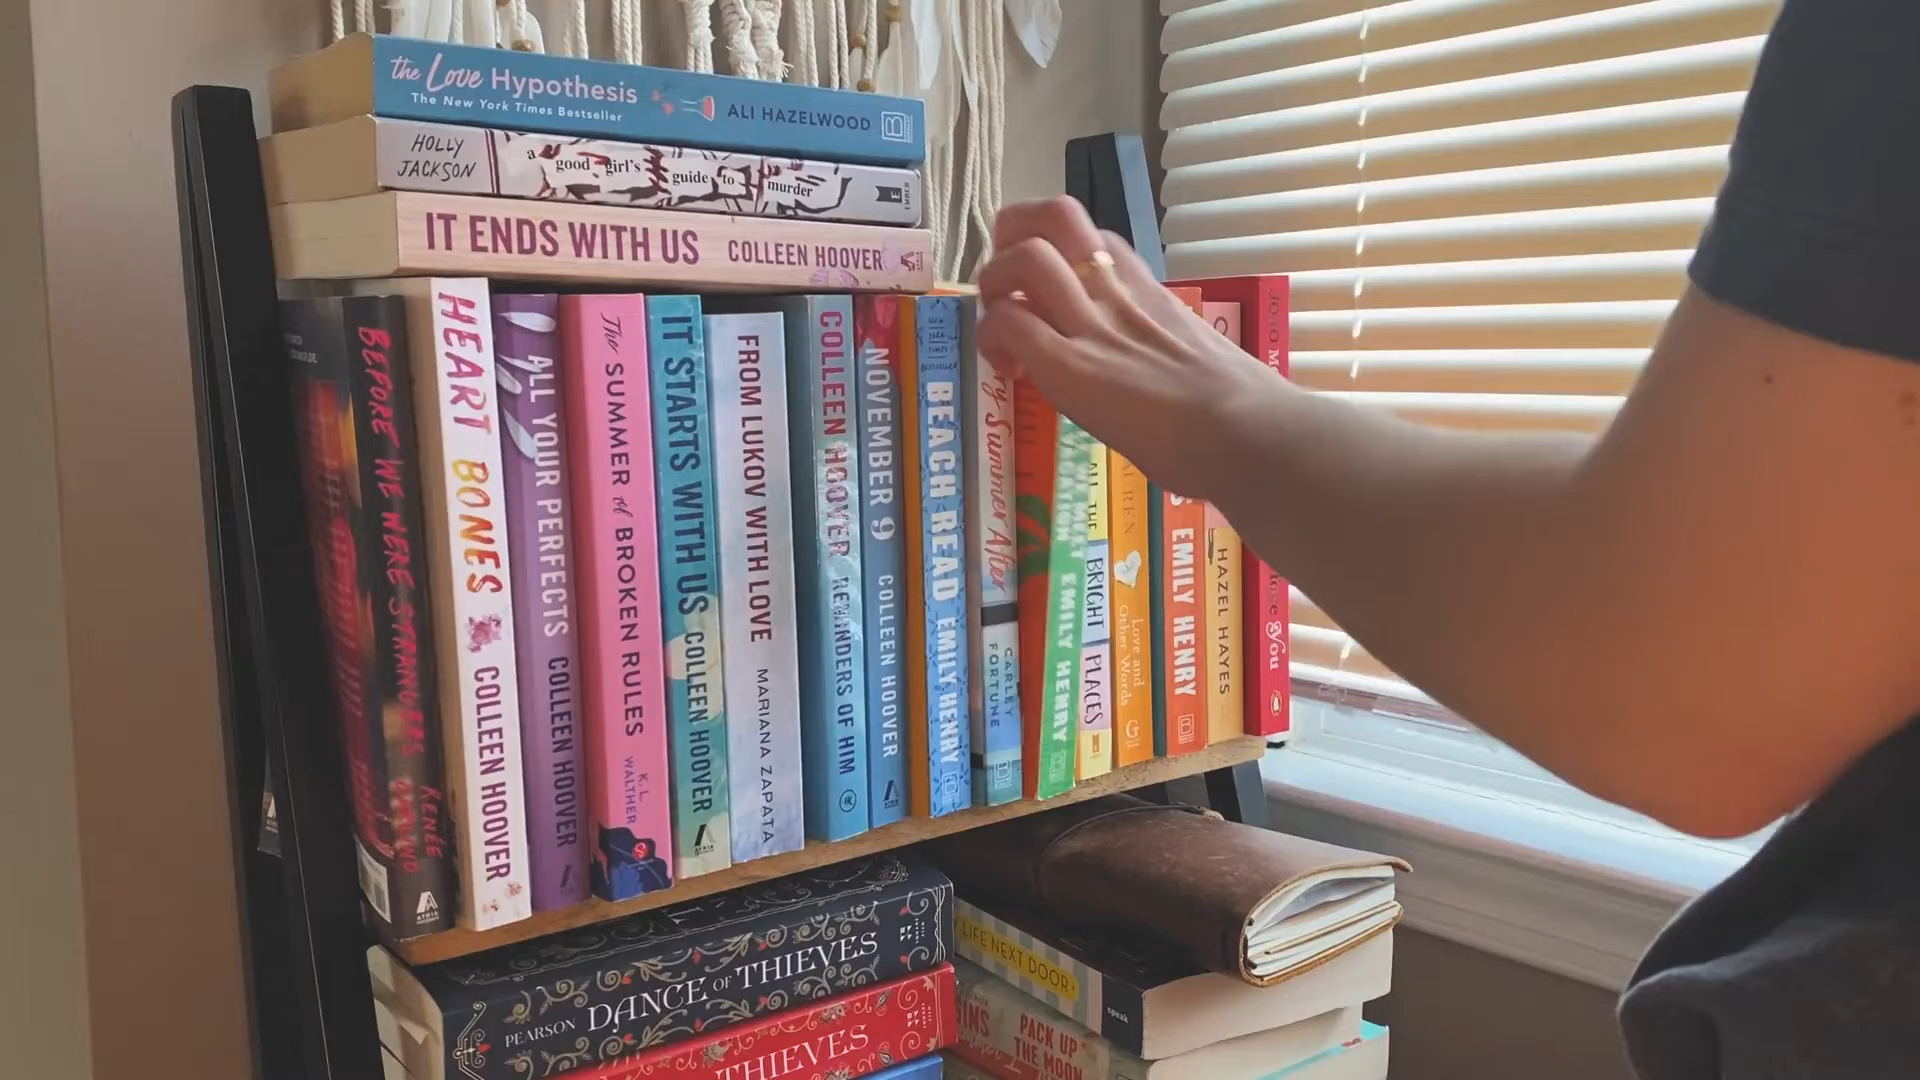 the Love Hypothesis
The New York Times Bestseller
ALI HAZELWOOD
HOLLY JACKSON
a good girl's guide to murder
IT ENDS WITH US COLLEEN HOOVER
BEFORE WE WERE STRANGERS RENÉE
ATRIA
HEART BONES COLLEEN HOOVER
ALL YOUR PERFECTS COLLEEN HOOVER
The SUMMER of BROKEN RULES K. L. WALTHER
IT STARTS WITH US COLLEEN HOOVER
FROM LUKOV WITH LOVE MARIANA ZAPATA
COLLEEN HOOVER REMINDERS OF HIM
NOVEMBER 9 COLLEEN HOOVER
BEACH READ EMILY HENRY
Summer After CARLEY FORTUNE
EMILY HENRY
ALL THE BRIGHT PLACES
Love and Other Words
EMILY HENRY
HAZEL HAYES
JOJO
You
PEARSON DANCE OF THIEVES
THIEVES
LIFE NEXT DOOR
speak
PACK UP THE MOON